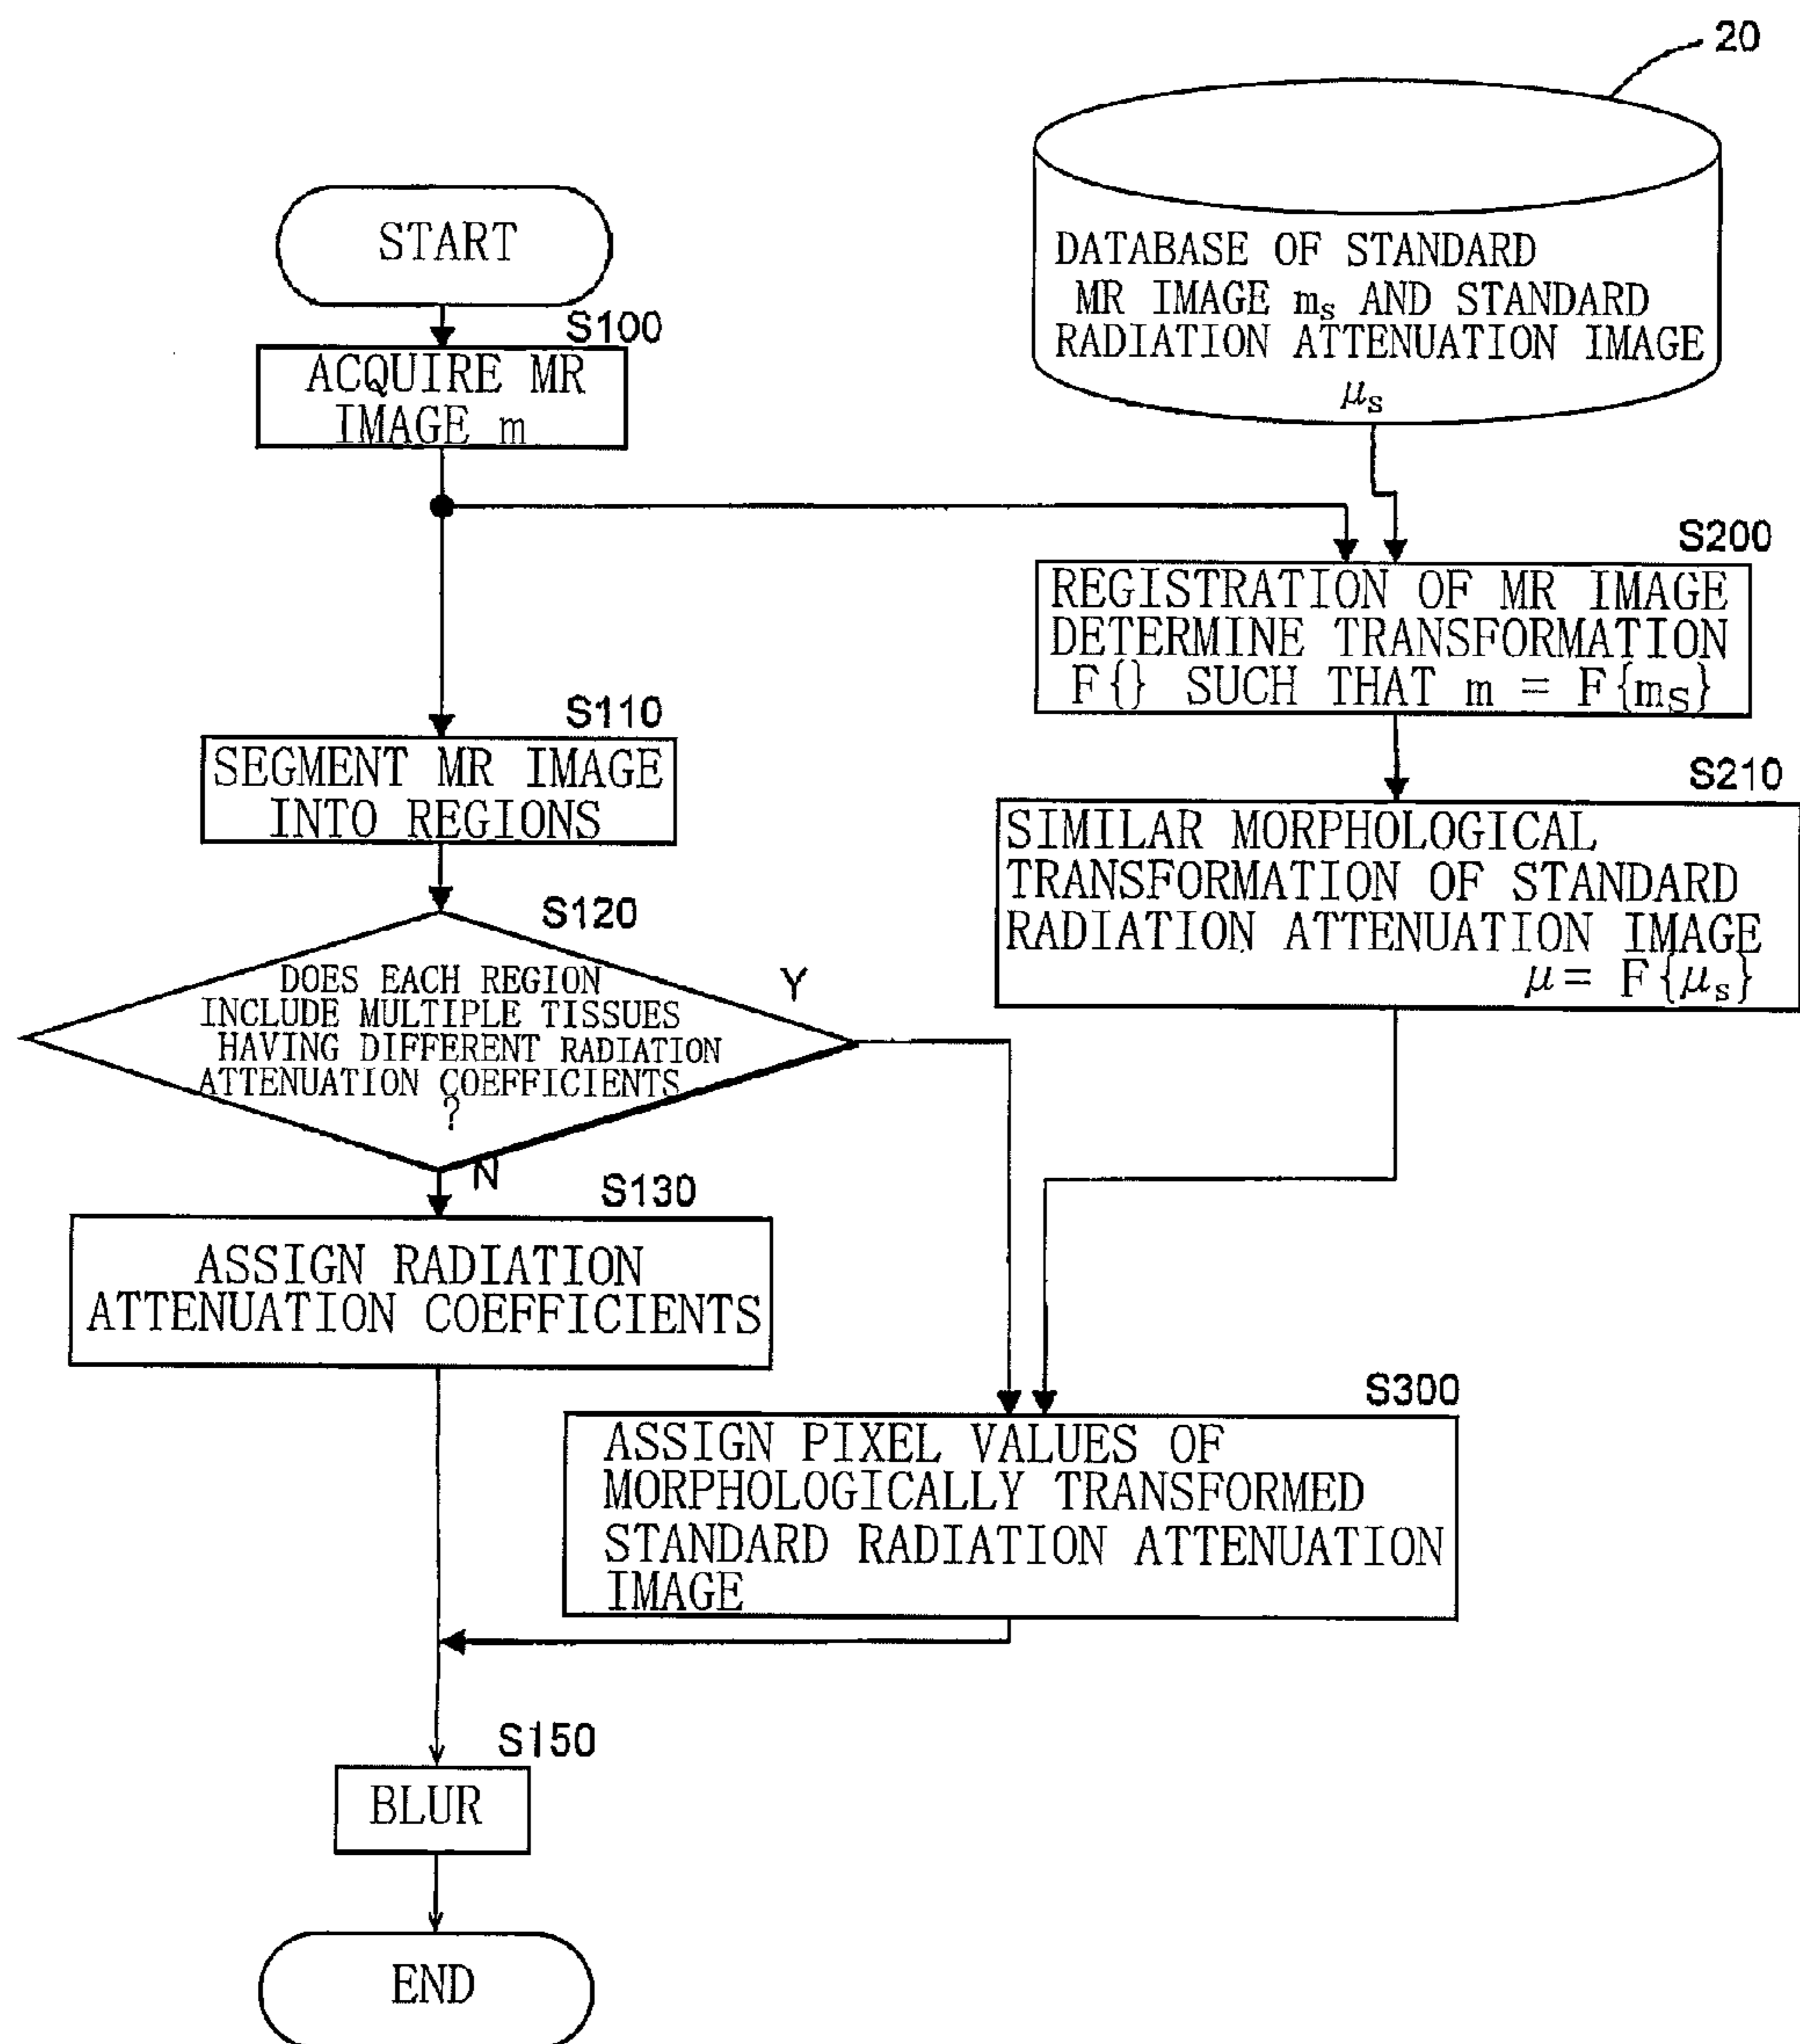 20
START
DATABASE OF STANDARD
MR IMAGE mₛ AND STANDARD
RADIATION ATTENUATION IMAGE
μₛ
S100
ACQUIRE MR
IMAGE m
S200
REGISTRATION OF MR IMAGE
DETERMINE TRANSFORMATION
F{} SUCH THAT m = F{mₛ}
S110
SEGMENT MR IMAGE
INTO REGIONS
S210
SIMILAR MORPHOLOGICAL
TRANSFORMATION OF STANDARD
RADIATION ATTENUATION IMAGE
μ = F{μₛ}
S120
DOES EACH REGION
INCLUDE MULTIPLE TISSUES
HAVING DIFFERENT RADIATION
ATTENUATION COEFFICIENTS
?
Y
N
S130
ASSIGN RADIATION
ATTENUATION COEFFICIENTS
S300
ASSIGN PIXEL VALUES OF
MORPHOLOGICALLY TRANSFORMED
STANDARD RADIATION ATTENUATION
IMAGE
S150
BLUR
END